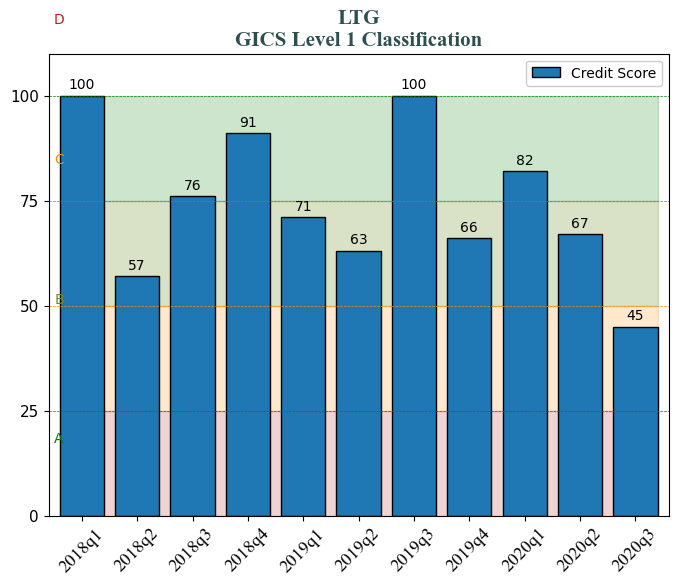 D
LTG
GICS Level 1 Classification
Credit Score
100
100
100
91
C
82
76
75
71
67
66
63
57
B
50
45
A
25
0
2018q1
2018q2
2018q3
2018q4
2019q1
2019q2
2019q3
2019q4
2020q1
2020q2
2020q3